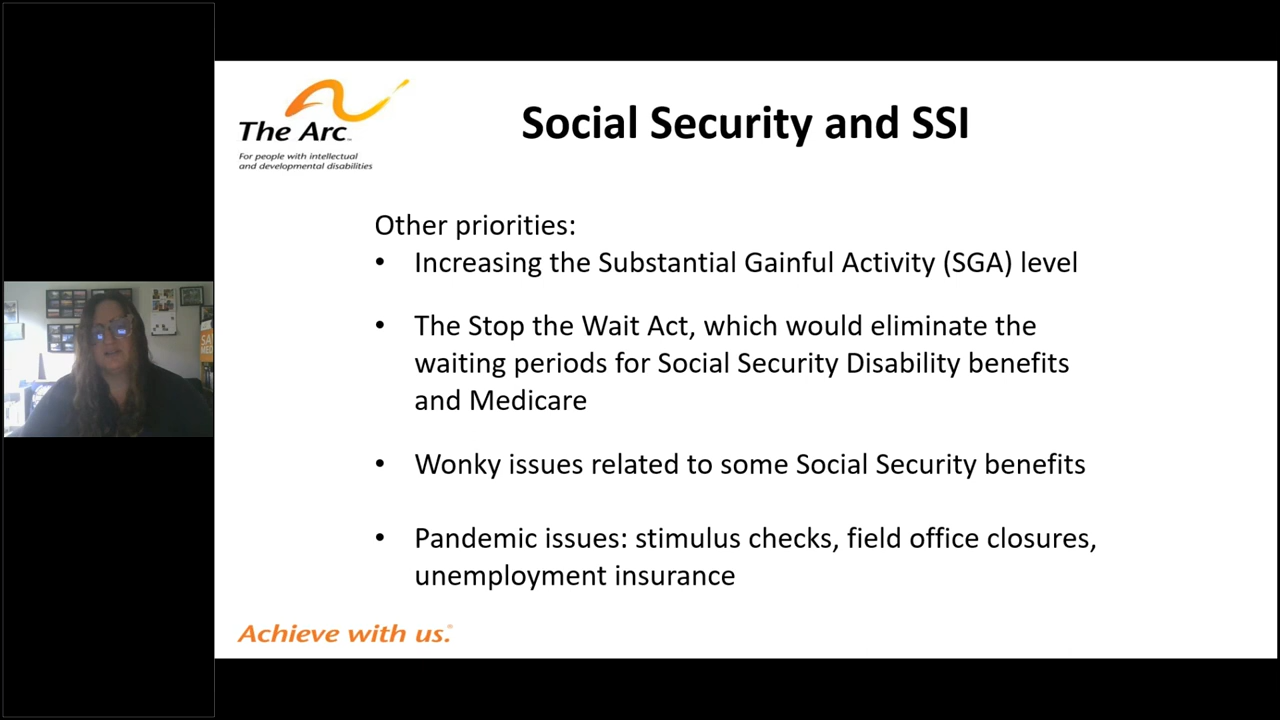 The Arc™
For people with intellectual
and developmental disabilities
Social Security and SSI
Other priorities:
• Increasing the Substantial Gainful Activity (SGA) level
• The Stop the Wait Act, which would eliminate the
waiting periods for Social Security Disability benefits
and Medicare
• Wonky issues related to some Social Security benefits
• Pandemic issues: stimulus checks, field office closures,
unemployment insurance
Achieve with us.®